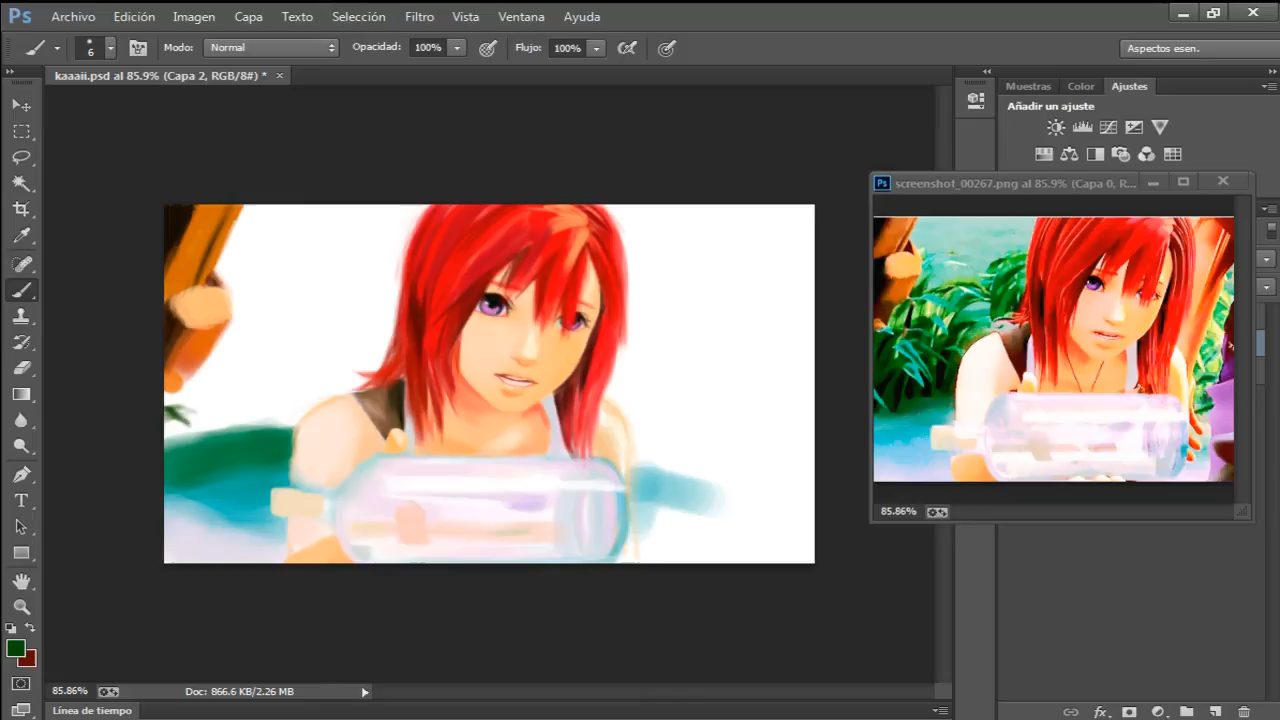 Ps Archivo Edición Imagen Capa Texto Selección Filtro Vista Ventana Ayuda
6 Modo: Normal Opacidad: 100% Flujo: 100% Aspectos esen.
kaaaii.psd al 85.9% (Capa 2, RGB/8#) * ×
Muestras Color Ajustes
Añadir un ajuste
Ps screenshot_00267.png al 85.9% (Capa 0, R...
85.86%
85.86% Doc: 866.6 KB/2.26 MB
Línea de tiempo